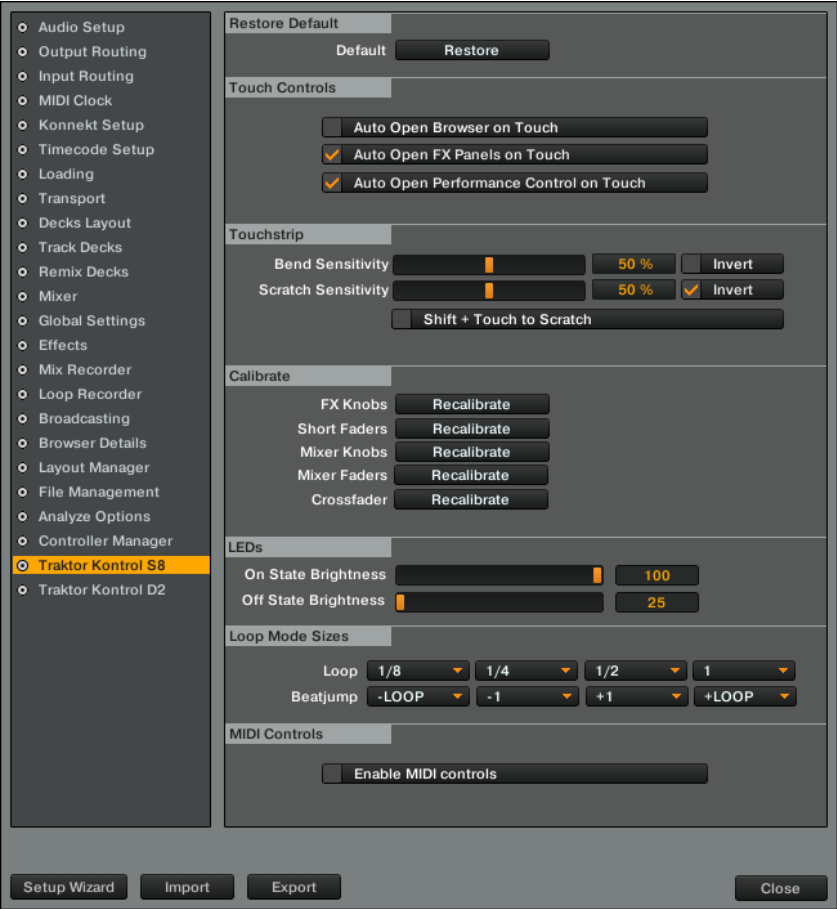 Audio Setup
Output Routing
Input Routing
MIDI Clock
Konnekt Setup
Timecode Setup
Loading
Transport
Decks Layout
Track Decks
Remix Decks
Mixer
Global Settings
Effects
Mix Recorder
Loop Recorder
Broadcasting
Browser Details
Layout Manager
File Management
Analyze Options
Controller Manager
Traktor Kontrol S8
Traktor Kontrol D2
Restore Default
Default Restore
Touch Controls
Auto Open Browser on Touch
Auto Open FX Panels on Touch
Auto Open Performance Control on Touch
Touchstrip
Bend Sensitivity 50 % Invert
Scratch Sensitivity 50 % Invert
Shift + Touch to Scratch
Calibrate
FX Knobs Recalibrate
Short Faders Recalibrate
Mixer Knobs Recalibrate
Mixer Faders Recalibrate
Crossfader Recalibrate
LEDs
On State Brightness 100
Off State Brightness 25
Loop Mode Sizes
Loop 1/8 1/4 1/2 1
Beatjump -LOOP -1 +1 +LOOP
MIDI Controls
Enable MIDI controls
Setup Wizard Import Export Close